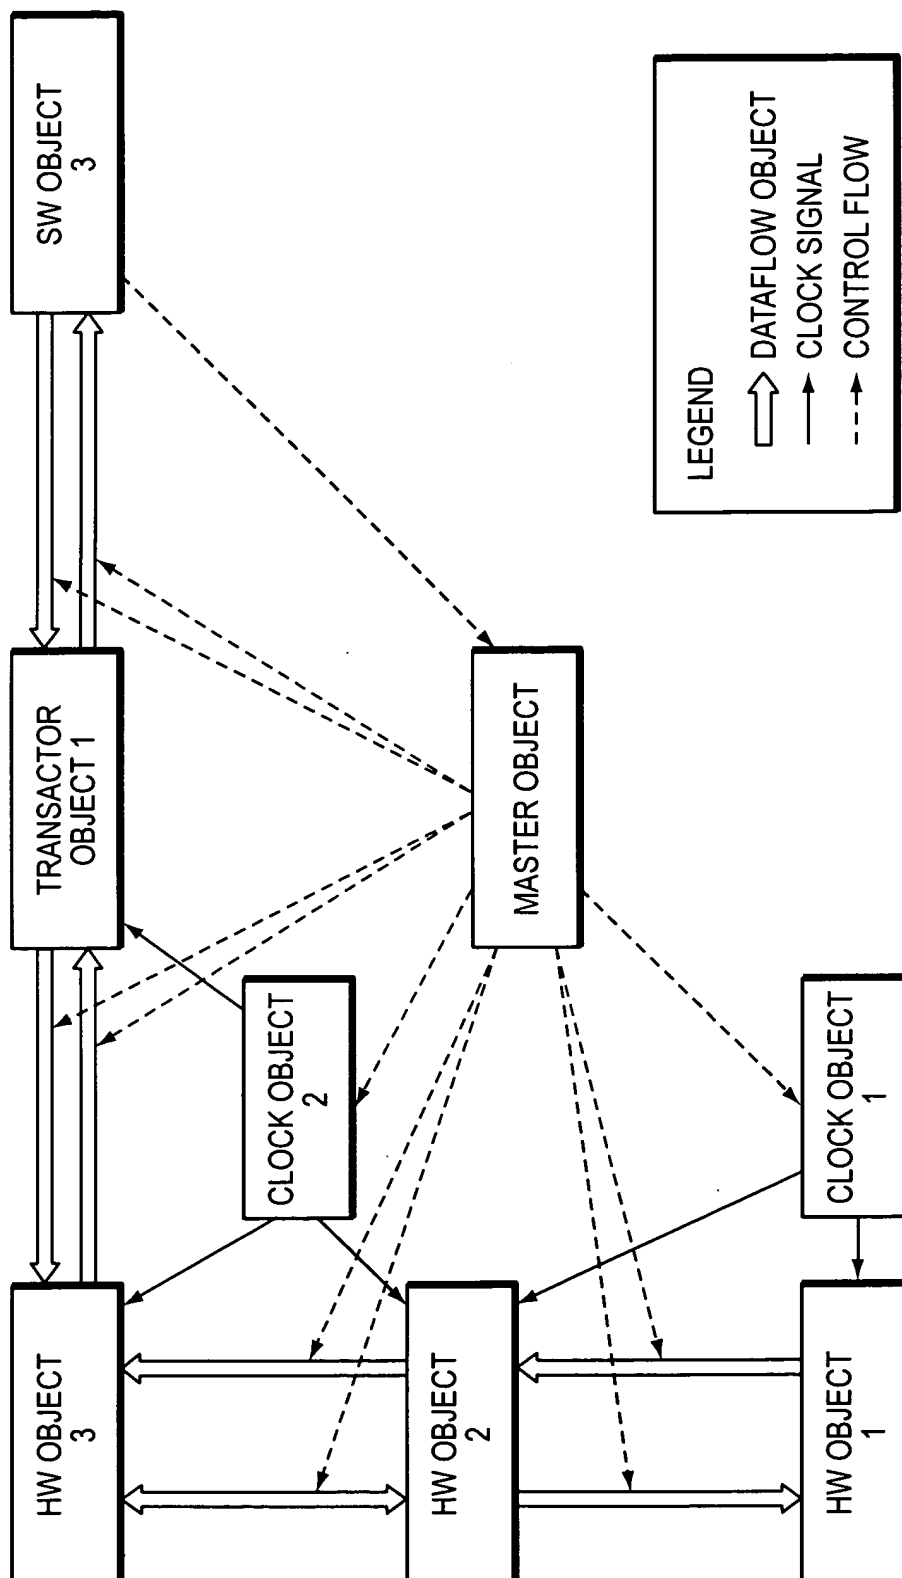 HW OBJECT
3
TRANSACTOR
OBJECT 1
SW OBJECT
3
CLOCK OBJECT
2
HW OBJECT
2
MASTER OBJECT
HW OBJECT
1
CLOCK OBJECT
1
LEGEND
DATAFLOW OBJECT
CLOCK SIGNAL
CONTROL FLOW